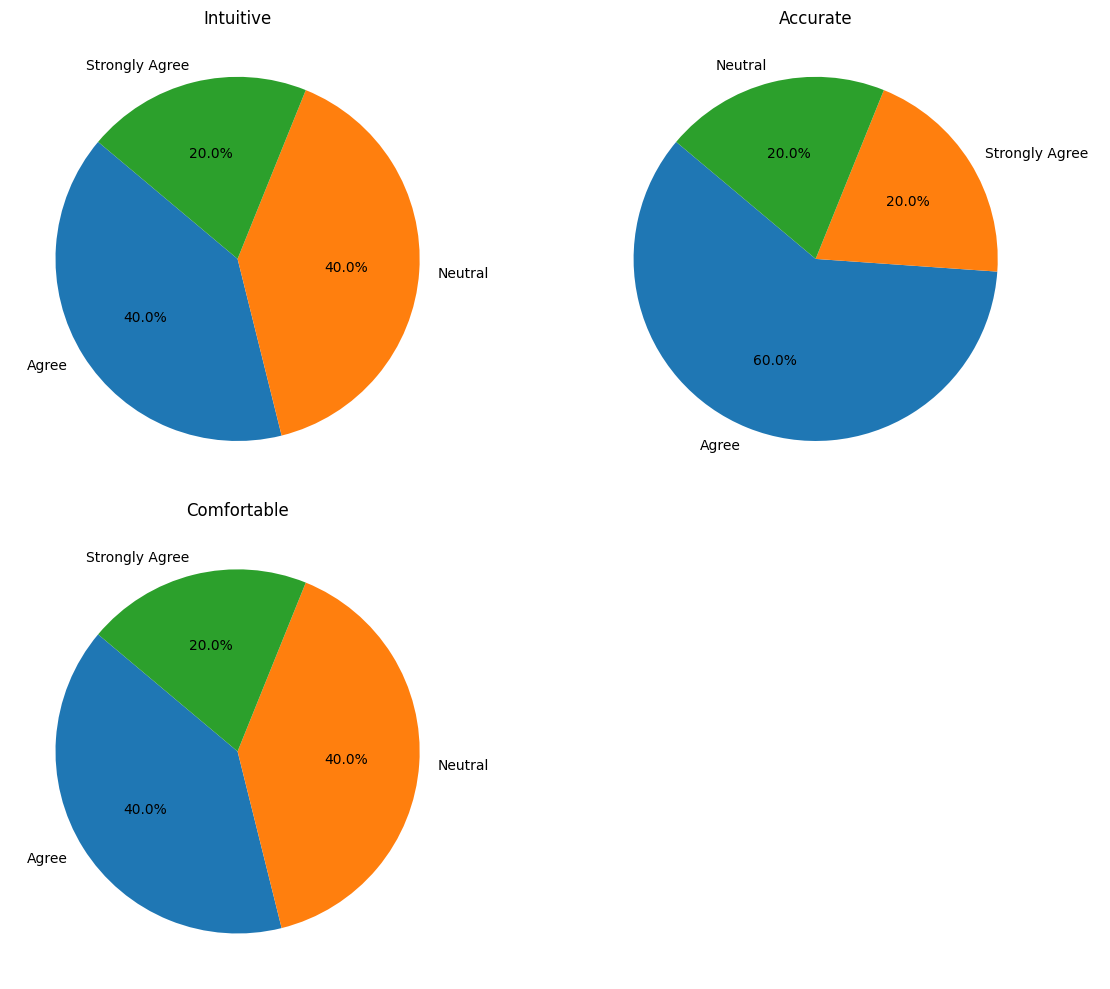 Intuitive
Strongly Agree
20.0%
40.0%
Neutral
40.0%
Agree
Accurate
Neutral
Strongly Agree
20.0%
20.0%
60.0%
Agree
Comfortable
Strongly Agree
20.0%
40.0%
Neutral
40.0%
Agree